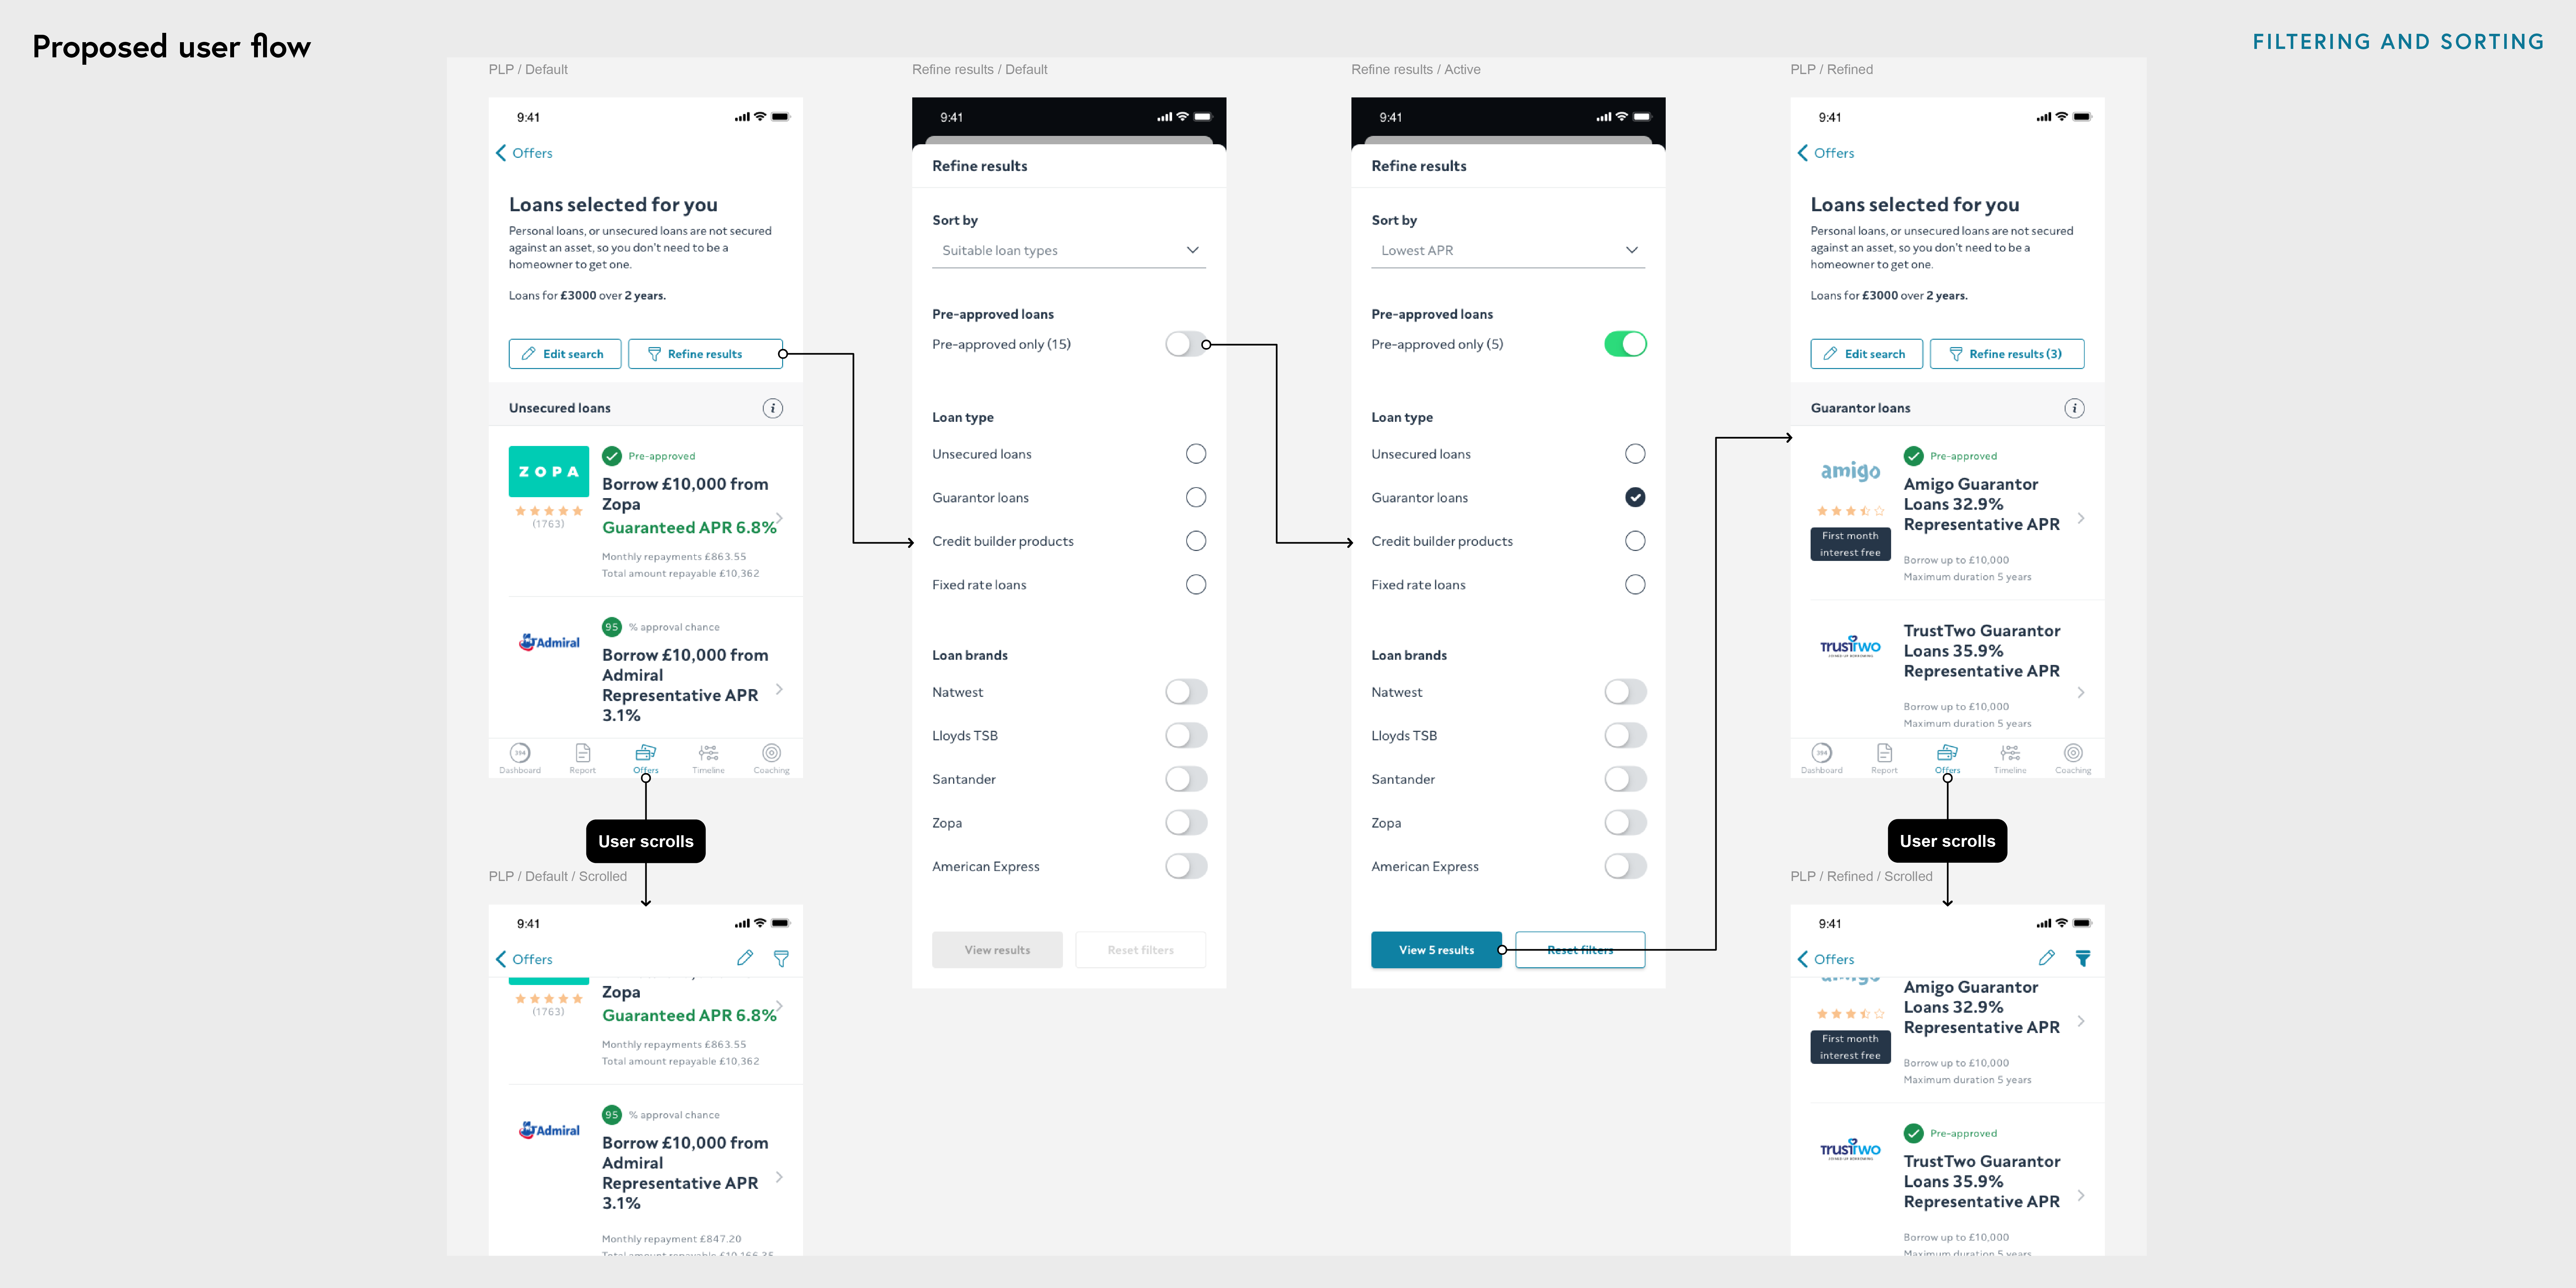 Proposed user flow
FILTERING AND SORTING
PLP / Default
9:41
Offers
Loans selected for you
Personal loans, or unsecured loans are not secured
against an asset, so you don't need to be a
homeowner to get one.
Loans for £3000 over 2 years.
Edit search
Refine results
Unsecured loans
i
ZOPA
(1763)
Pre-approved
Borrow £10,000 from
Zopa
Guaranteed APR 6.8%
Monthly repayments £863.55
Total amount repayable £10,362
Admiral
95 % approval chance
Borrow £10,000 from
Admiral
Representative APR
3.1%
394
Dashboard
Report
Offers
Timeline
Coaching
User scrolls
PLP / Default / Scrolled
9:41
Offers
(1763)
Zopa
Guaranteed APR 6.8%
Monthly repayments £863.55
Total amount repayable £10,362
Admiral
95 % approval chance
Borrow £10,000 from
Admiral
Representative APR
3.1%
Monthly repayment £847.20
Total amount repayable £10,166.35
Refine results / Default
9:41
Refine results
Sort by
Suitable loan types
Pre-approved loans
Pre-approved only (15)
Loan type
Unsecured loans
Guarantor loans
Credit builder products
Fixed rate loans
Loan brands
Natwest
Lloyds TSB
Santander
Zopa
American Express
View results
Reset filters
Refine results / Active
9:41
Refine results
Sort by
Lowest APR
Pre-approved loans
Pre-approved only (5)
Loan type
Unsecured loans
Guarantor loans
Credit builder products
Fixed rate loans
Loan brands
Natwest
Lloyds TSB
Santander
Zopa
American Express
View 5 results
Reset filters
PLP / Refined
9:41
Offers
Loans selected for you
Personal loans, or unsecured loans are not secured
against an asset, so you don't need to be a
homeowner to get one.
Loans for £3000 over 2 years.
Edit search
Refine results (3)
Guarantor loans
i
amigo
First month
interest free
Pre-approved
Amigo Guarantor
Loans 32.9%
Representative APR
Borrow up to £10,000
Maximum duration 5 years
TrustTwo
TrustTwo Guarantor
Loans 35.9%
Representative APR
Borrow up to £10,000
Maximum duration 5 years
394
Dashboard
Report
Offers
Timeline
Coaching
User scrolls
PLP / Refined / Scrolled
9:41
Offers
amigo
First month
interest free
Amigo Guarantor
Loans 32.9%
Representative APR
Borrow up to £10,000
Maximum duration 5 years
TrustTwo
Pre-approved
TrustTwo Guarantor
Loans 35.9%
Representative APR
Borrow up to £10,000
Maximum duration 5 years